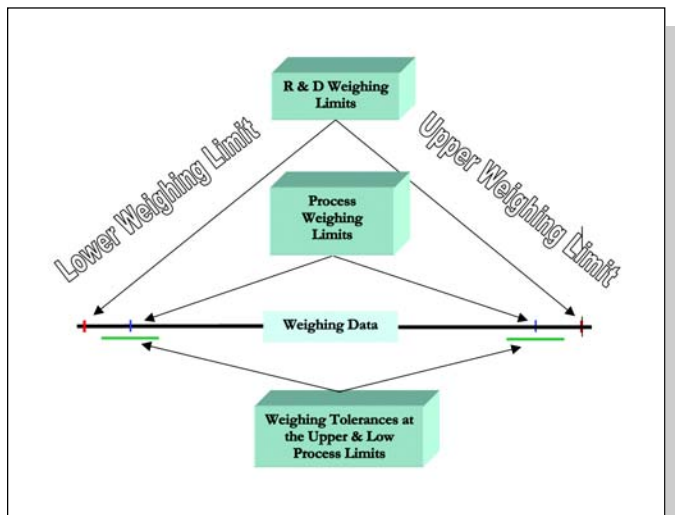 R & D Weighing
Limits
Lower Weighing Limit
Upper Weighing Limit
Process
Weighing
Limits
Weighing Data
Weighing Tolerances at
the Upper & Low
Process Limits